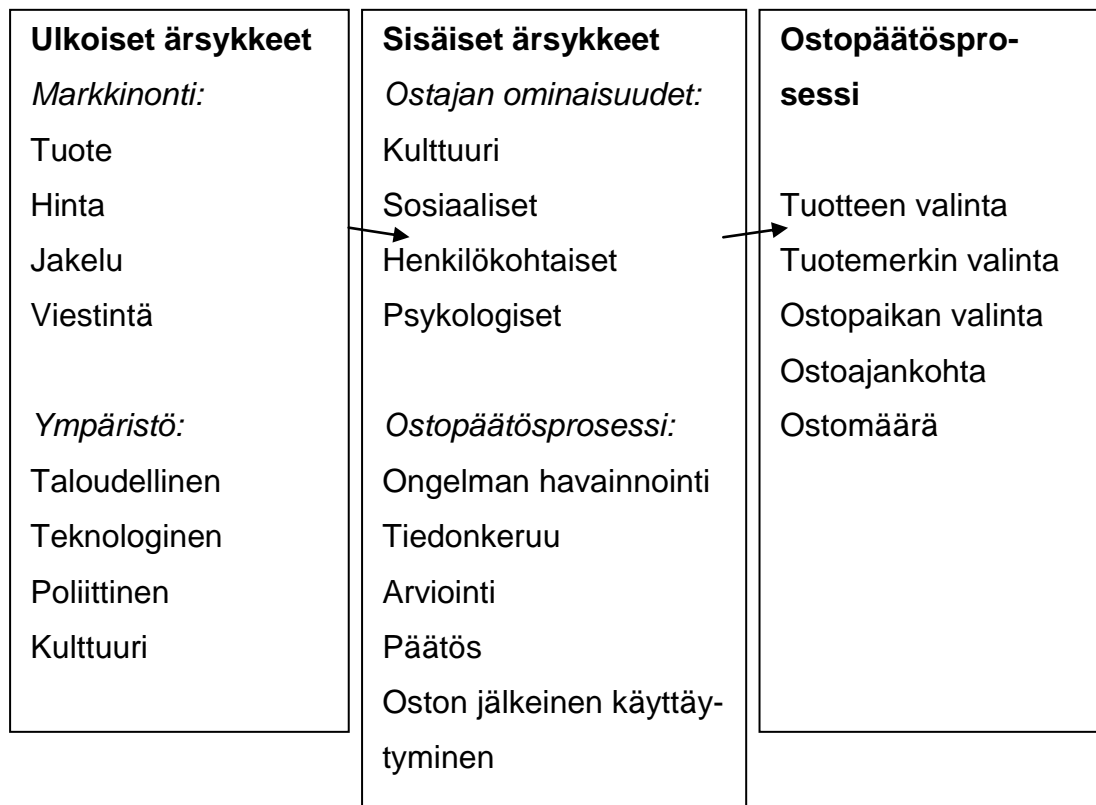 Ulkoiset ärsykkeet
Markkinonti:
Tuote
Hinta
Jakelu
Viestintä
Ympäristö:
Taloudellinen
Teknologinen
Poliittinen
Kulttuuri
Sisäiset ärsykkeet
Ostajan ominaisuudet:
Kulttuuri
Sosiaaliset
Henkilökohtaiset
Psykologiset
Ostopäätösprosessi:
Ongelman havainnointi
Tiedonkeruu
Arviointi
Päätös
Oston jälkeinen käyttäy-
tyminen
Ostopäätöspro-
sessi
Tuotteen valinta
Tuotemerkin valinta
Ostopaikan valinta
Ostoajankohta
Ostomäärä